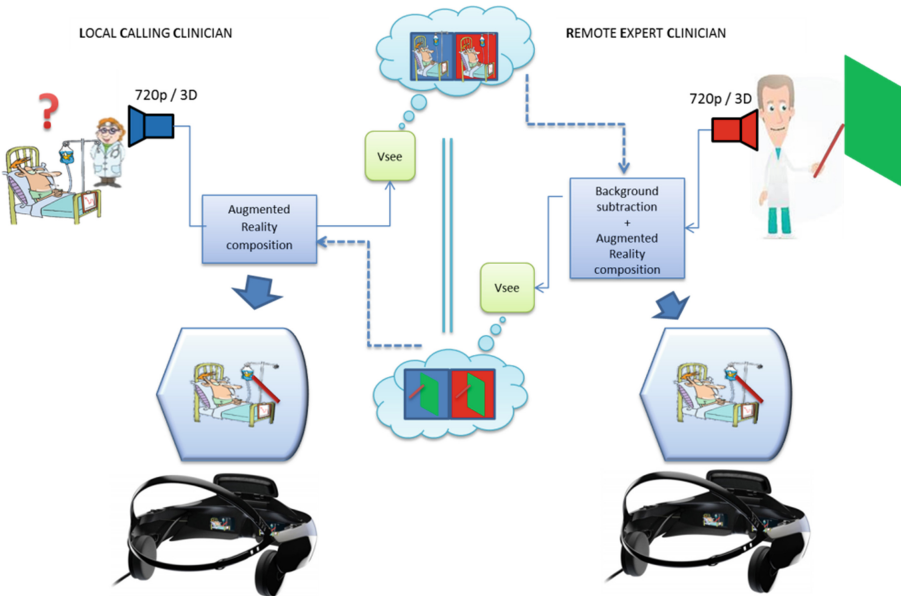 LOCAL CALLING CLINICIAN
REMOTE EXPERT CLINICIAN
?
720p / 3D
720p / 3D
Vsee
Augmented
Reality
composition
Background
subtraction
+
Augmented
Reality
composition
Vsee